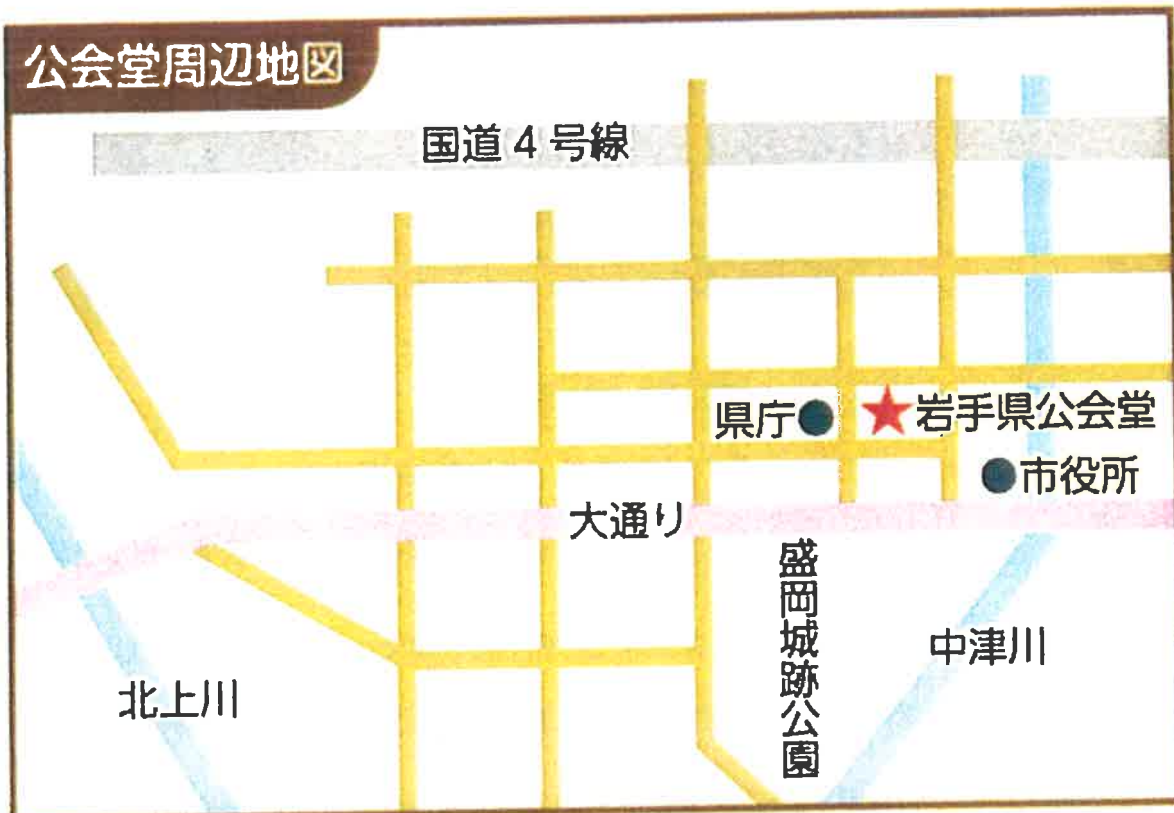 公会堂周辺地図
国道4号線
県庁
岩手県公会堂
市役所
大通り
盛岡城跡公園
中津川
北上川